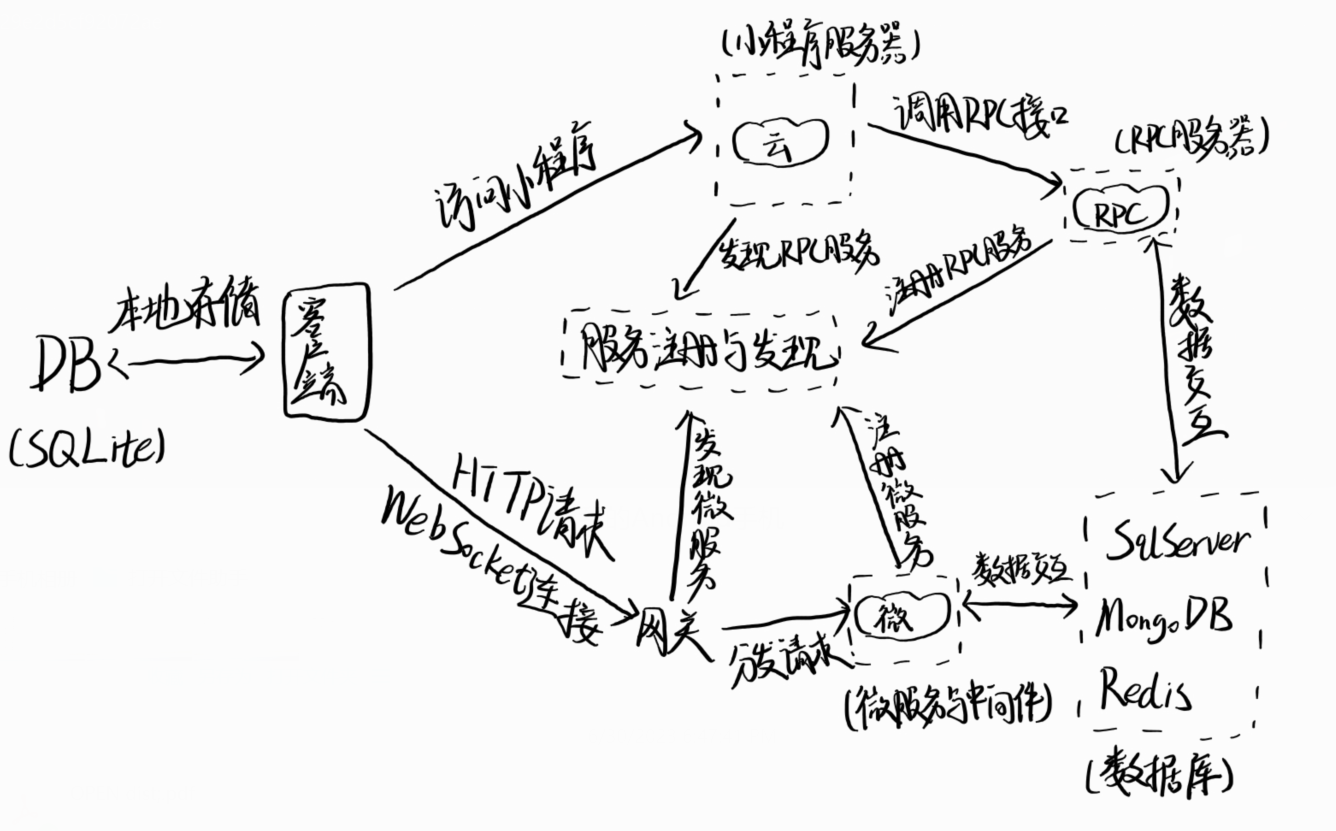 (小程序服务器)
云
调用RPC接口
(RPC服务器)
RPC
访问小程序
发现RPC服务
注册RPC服务
本地存储
DB
(SQLite)
客户端
服务注册与发现
数据交互
HTTP请求
WebSocket连接
发现微服务
注册微服务
网关
分发请求
微
(微服务与中间件)
数据交互
SqlServer
MongoDB
Redis
(数据库)